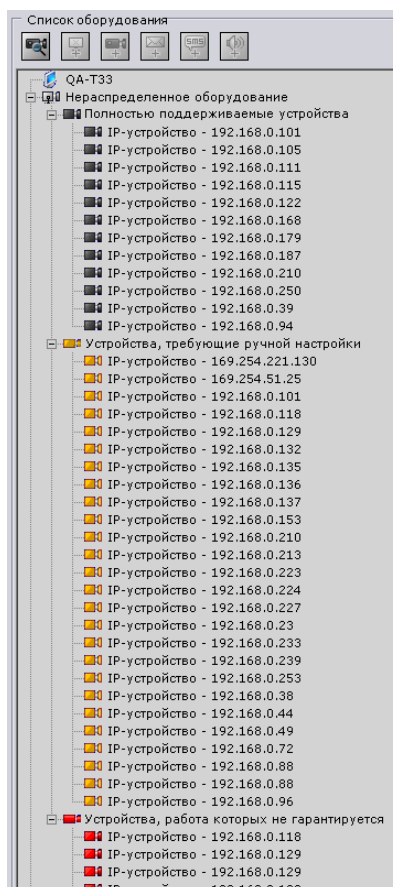 Список оборудования
sms
QA-T33
Нераспределенное оборудование
Полностью поддерживаемые устройства
IP-устройство - 192.168.0.101
IP-устройство - 192.168.0.105
IP-устройство - 192.168.0.111
IP-устройство - 192.168.0.115
IP-устройство - 192.168.0.122
IP-устройство - 192.168.0.168
IP-устройство - 192.168.0.179
IP-устройство - 192.168.0.187
IP-устройство - 192.168.0.210
IP-устройство - 192.168.0.250
IP-устройство - 192.168.0.39
IP-устройство - 192.168.0.94
Устройства, требующие ручной настройки
IP-устройство - 169.254.221.130
IP-устройство - 169.254.51.25
IP-устройство - 192.168.0.101
IP-устройство - 192.168.0.118
IP-устройство - 192.168.0.129
IP-устройство - 192.168.0.132
IP-устройство - 192.168.0.135
IP-устройство - 192.168.0.136
IP-устройство - 192.168.0.137
IP-устройство - 192.168.0.153
IP-устройство - 192.168.0.210
IP-устройство - 192.168.0.213
IP-устройство - 192.168.0.223
IP-устройство - 192.168.0.224
IP-устройство - 192.168.0.227
IP-устройство - 192.168.0.23
IP-устройство - 192.168.0.233
IP-устройство - 192.168.0.239
IP-устройство - 192.168.0.253
IP-устройство - 192.168.0.38
IP-устройство - 192.168.0.44
IP-устройство - 192.168.0.49
IP-устройство - 192.168.0.72
IP-устройство - 192.168.0.88
IP-устройство - 192.168.0.88
IP-устройство - 192.168.0.96
Устройства, работа которых не гарантируется
IP-устройство - 192.168.0.118
IP-устройство - 192.168.0.129
IP-устройство - 192.168.0.129